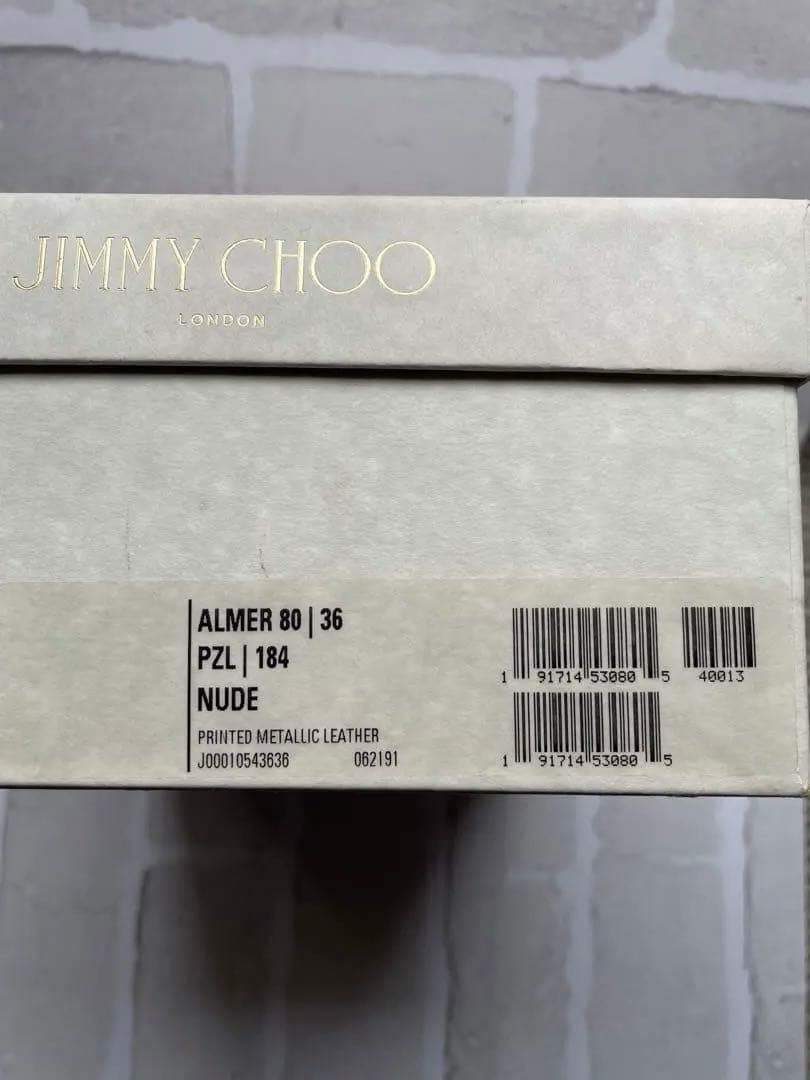 JIMMY CHOO
LONDON
ALMER 80 | 36
PZL | 184
NUDE
PRINTED METALLIC LEATHER
J00010543636 062191
1 91714 53080 5 40013
1 91714 53080 5